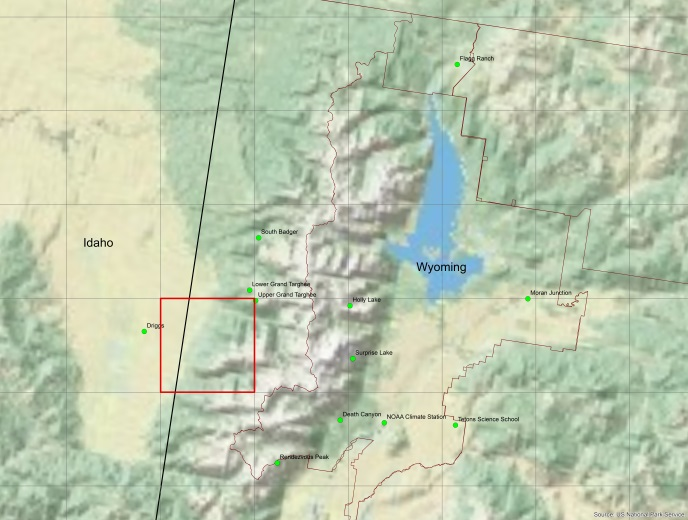 Flagg Ranch
South Badger
Idaho
Wyoming
Lower Grand Targhee
Upper Grand Targhee
Holly Lake
Moran Junction
Driggs
Surprise Lake
Death Canyon
NOAA Climate Station
Tetons Science School
Rendezvous Peak
Source: US National Park Service